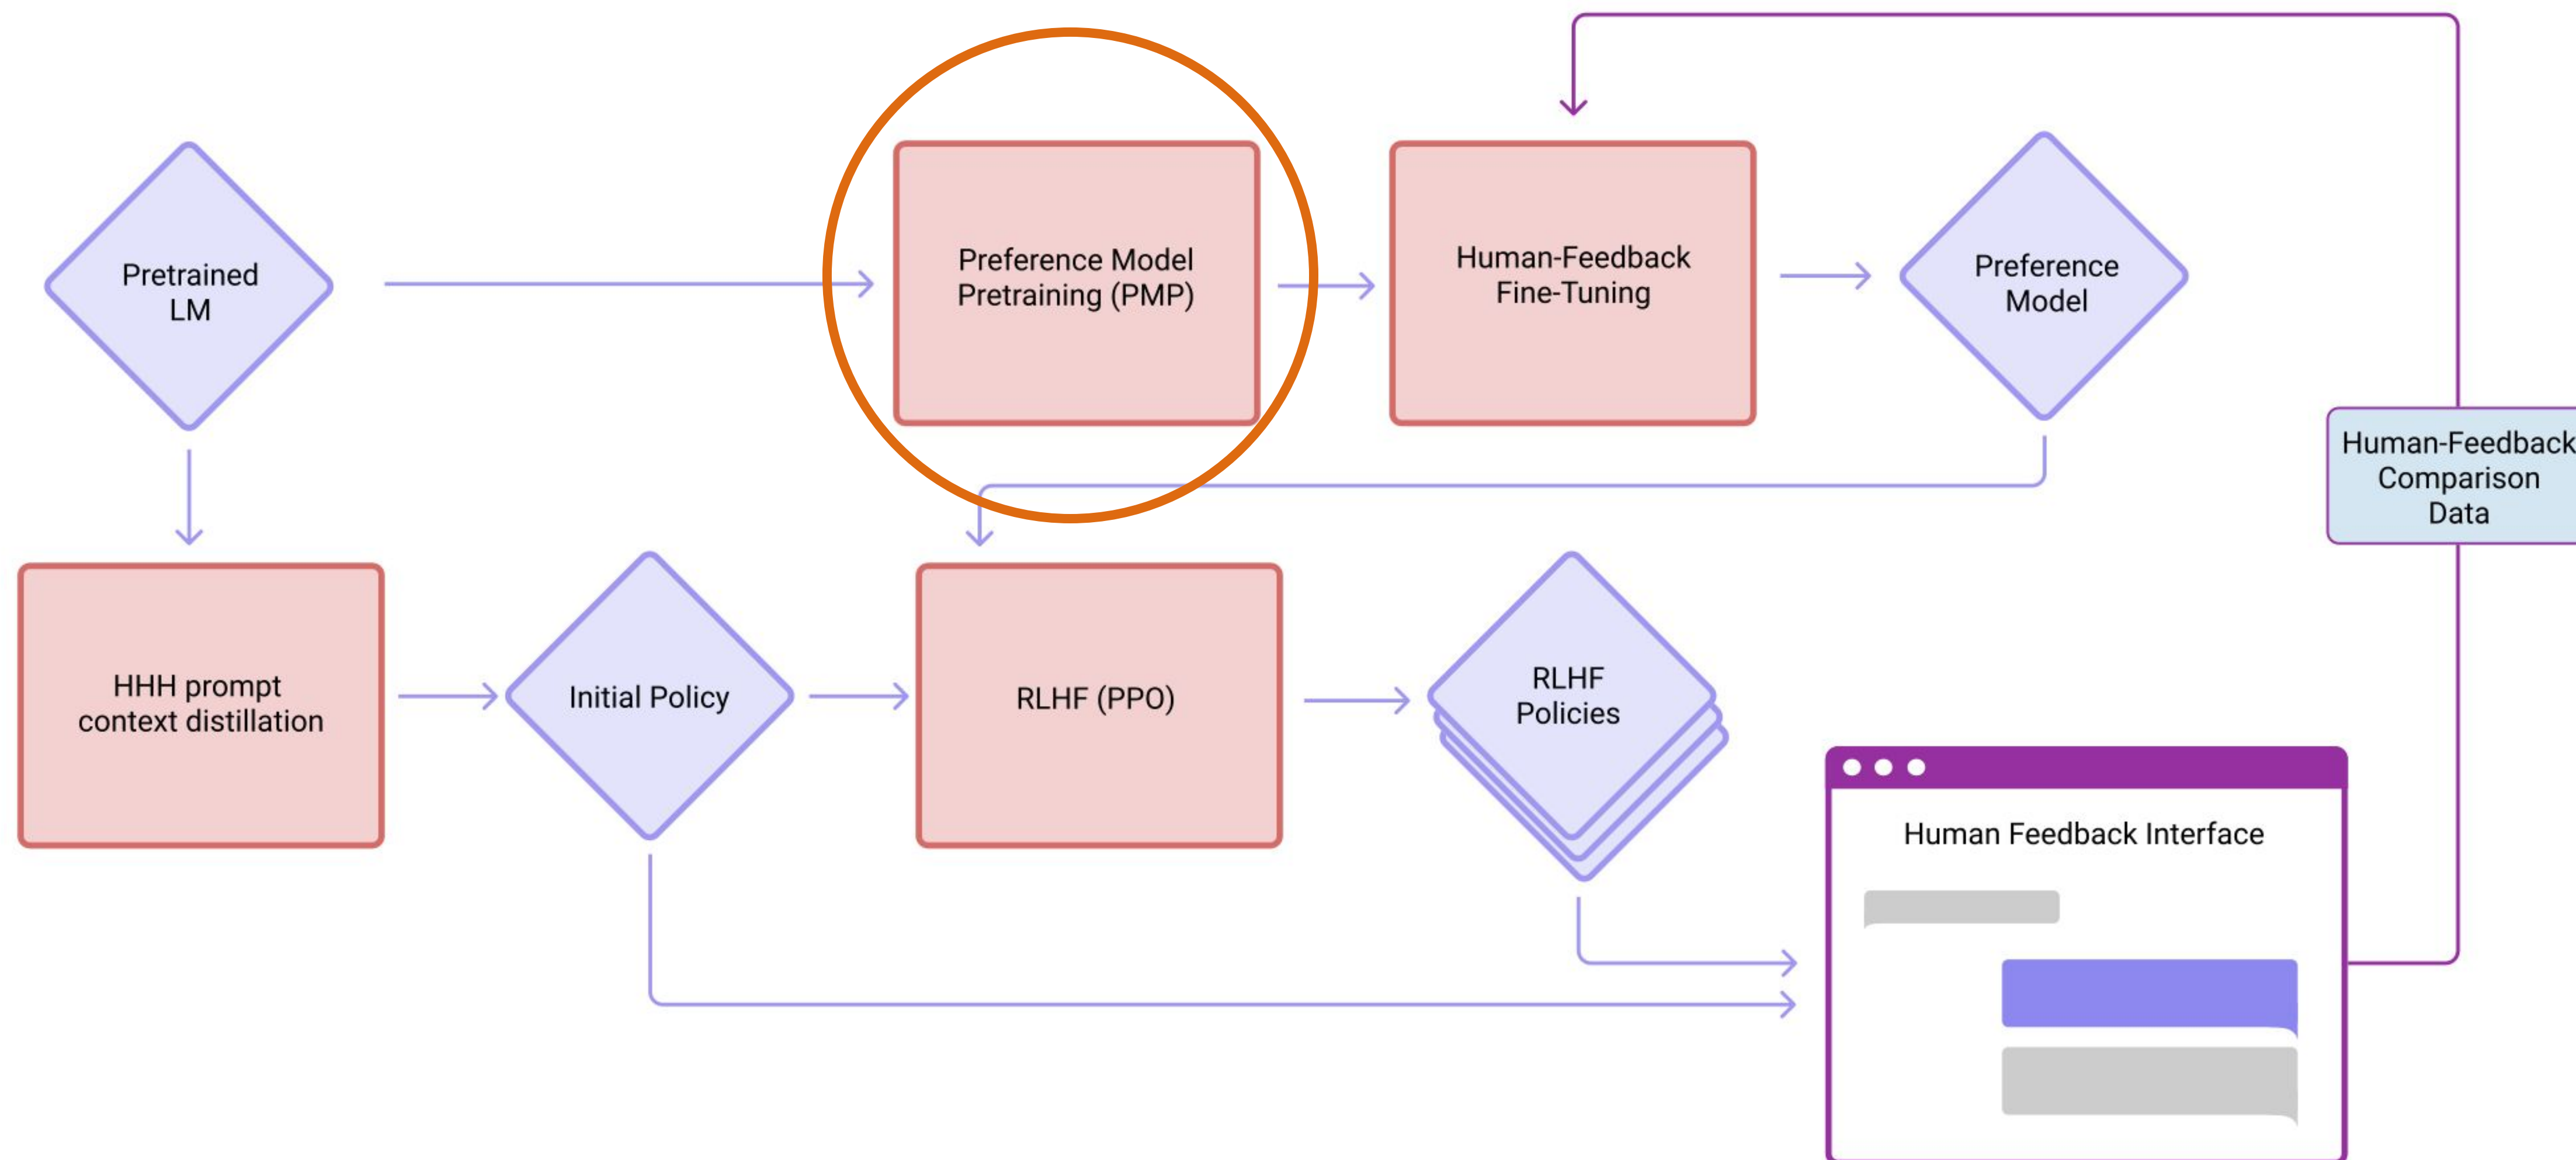 Pretrained
LM
Preference Model
Pretraining (PMP)
Human-Feedback
Fine-Tuning
Preference
Model
Human-Feedback
Comparison
Data
HHH prompt
context distillation
Initial Policy
RLHF (PPO)
RLHF
Policies
Human Feedback Interface